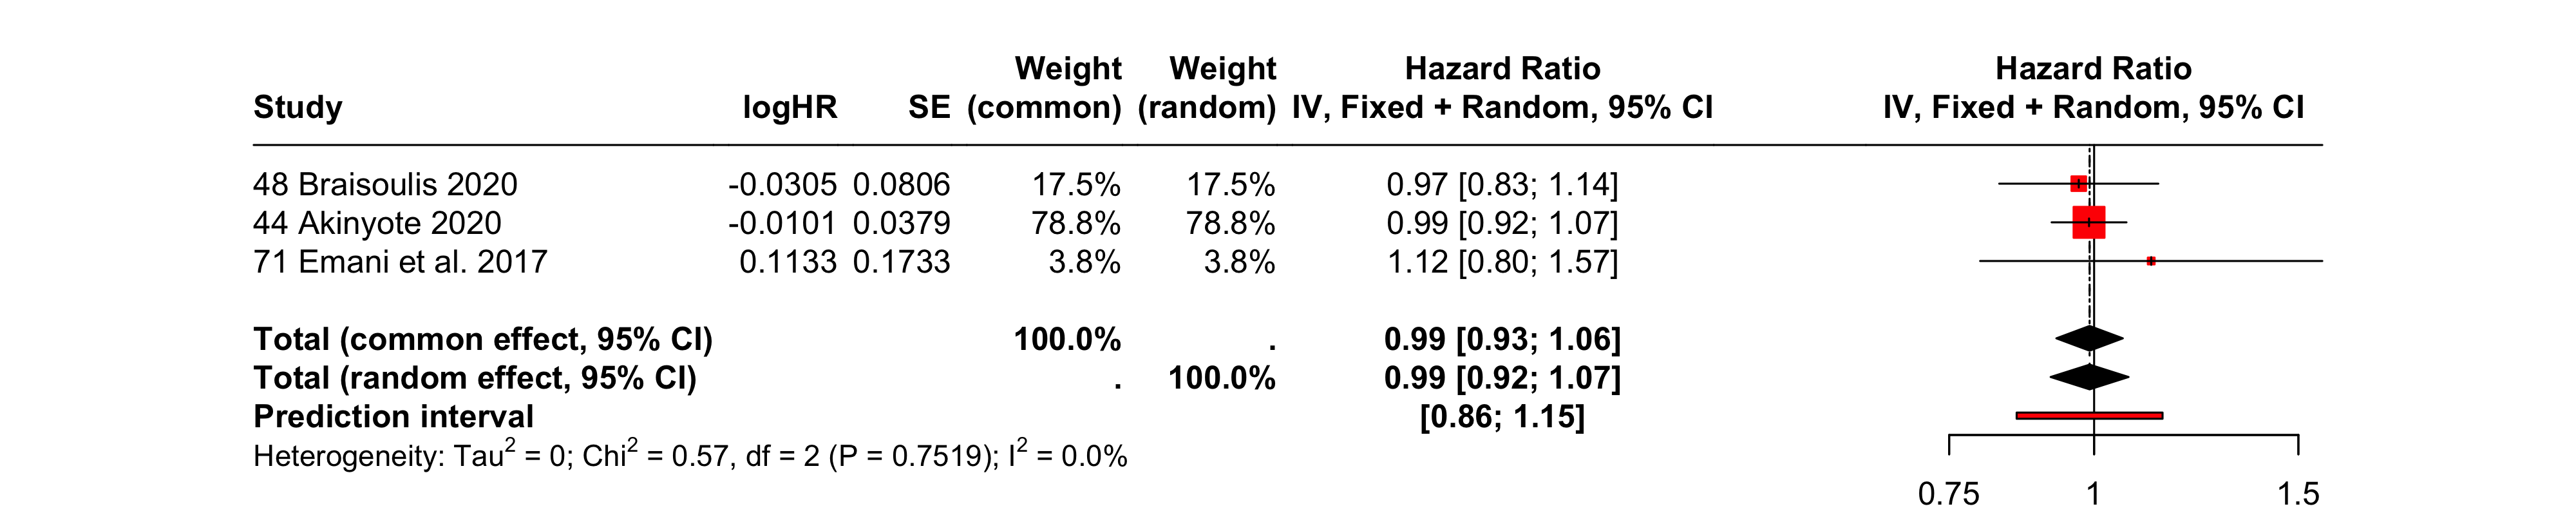 Weight Weight Hazard Ratio Hazard Ratio
Study logHR SE (common) (random) IV, Fixed + Random, 95% CI IV, Fixed + Random, 95% CI
48 Braisoulis 2020 -0.0305 0.0806 17.5% 17.5% 0.97 [0.83; 1.14]
44 Akinyote 2020 -0.0101 0.0379 78.8% 78.8% 0.99 [0.92; 1.07]
71 Emani et al. 2017 0.1133 0.1733 3.8% 3.8% 1.12 [0.80; 1.57]
Total (common effect, 95% CI) 100.0% . 0.99 [0.93; 1.06]
Total (random effect, 95% CI) . 100.0% 0.99 [0.92; 1.07]
Prediction interval [0.86; 1.15]
Heterogeneity: Tau² = 0; Chi² = 0.57, df = 2 (P = 0.7519); I² = 0.0%
0.75 1 1.5